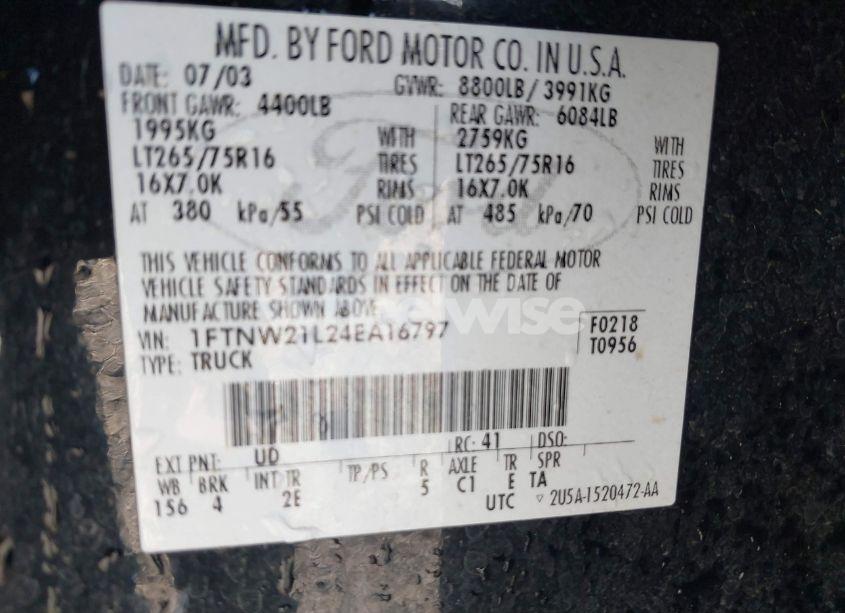 MFD. BY FORD MOTOR CO. IN U.S.A.
DATE: 07/03 GVWR: 8800LB/ 3991KG
FRONT GAWR: 4400LB REAR GAWR: 6084LB
1995KG WITH 2759KG WITH
LT265/75R16 TIRES LT265/75R16 TIRES
16X7.0K RIMS 16X7.0K RIMS
AT 380 kPa/55 PSI COLD AT 485 kPa/70 PSI COLD
Ford
THIS VEHICLE CONFORMS TO ALL APPLICABLE FEDERAL MOTOR
VEHICLE SAFETY STANDARDS IN EFFECT ON THE DATE OF
MANUFACTURE SHOWN ABOVE.
VIN: 1FTNW21L24EA16797 F0218
TYPE: TRUCK T0956
EXT PNT: UD RC: 41 DSO:
WB BRK INT TR TP/PS R AXLE TR SPR
156 4 2E 5 C1 E TA
UTC ▽ 2U5A-1520472-AA